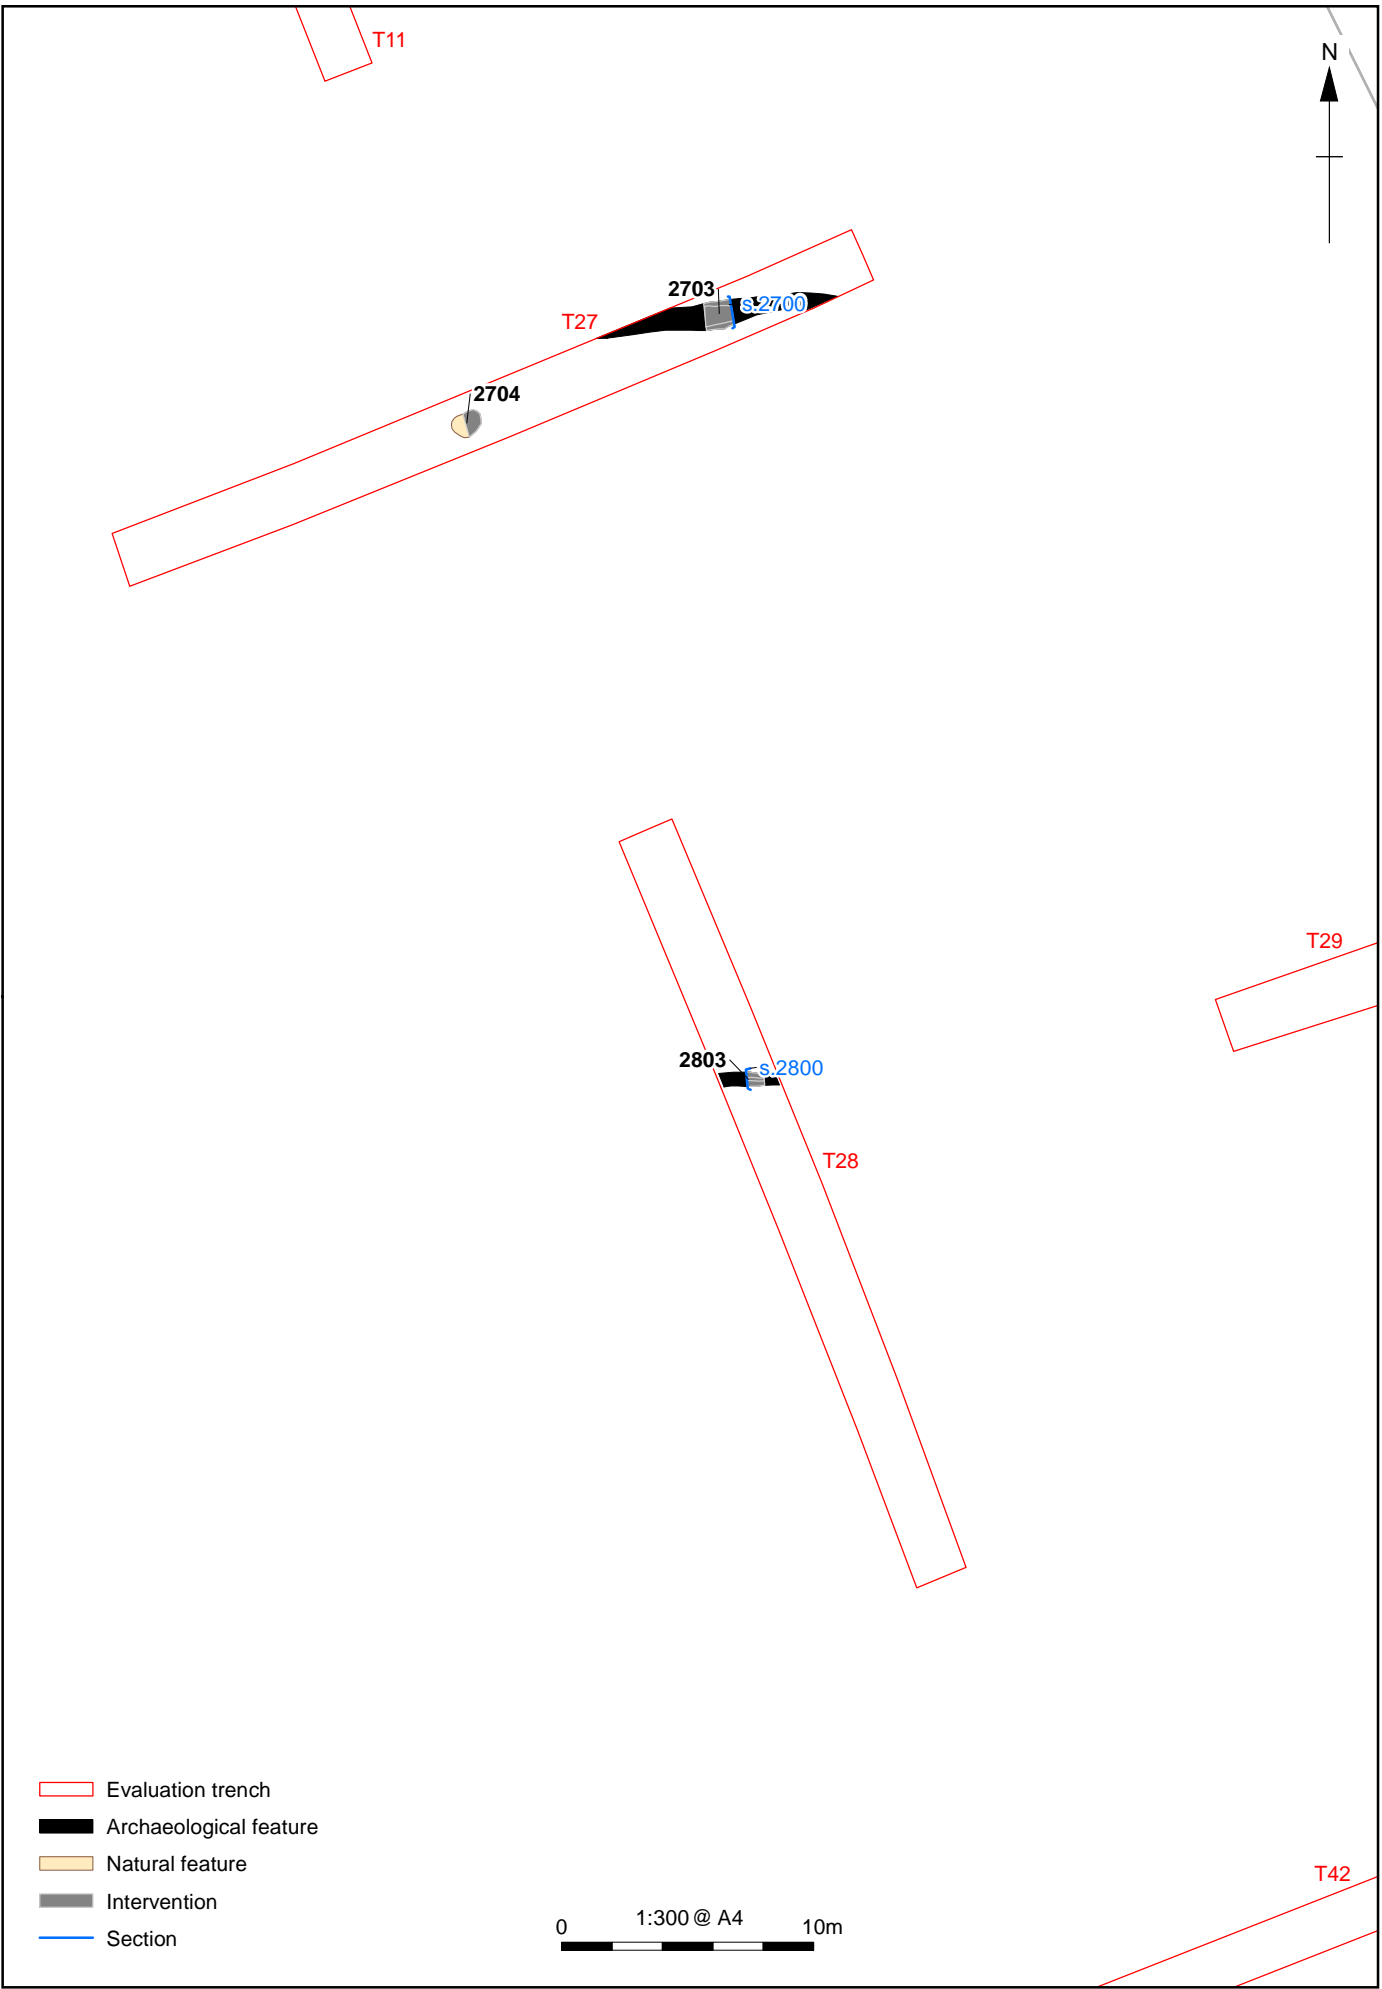 T11
N
2703
s.2700
T27
2704
T29
2803
s.2800
T28
Evaluation trench
Archaeological feature
Natural feature
Intervention
Section
0
1:300 @ A4
10m
T42